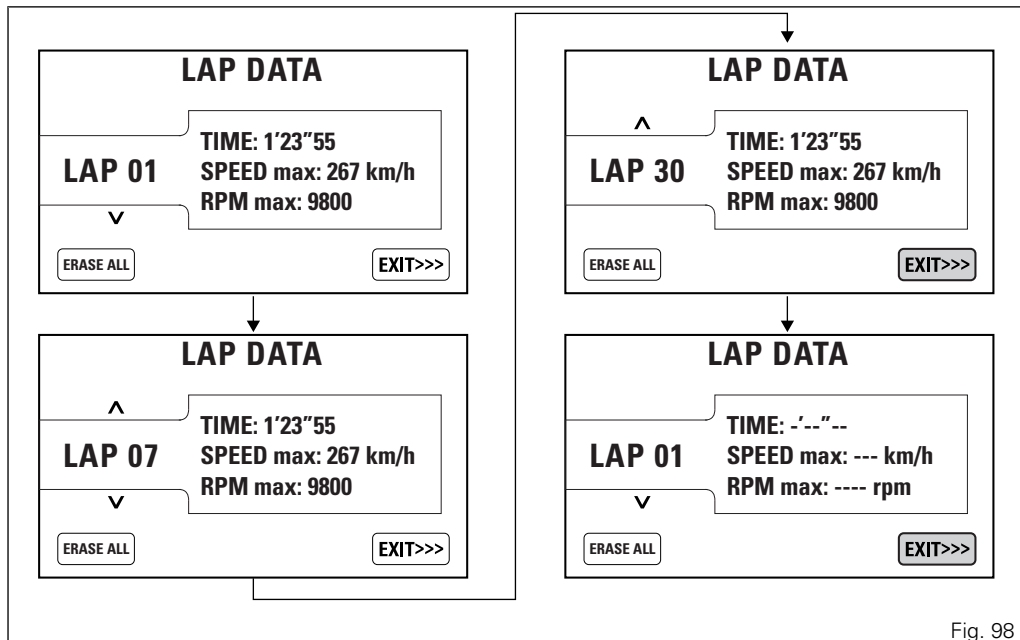 LAP DATA
LAP 01
TIME: 1'23"55
SPEED max: 267 km/h
RPM max: 9800
ERASE ALL
EXIT>>>
LAP DATA
LAP 07
TIME: 1'23"55
SPEED max: 267 km/h
RPM max: 9800
ERASE ALL
EXIT>>>
LAP DATA
LAP 30
TIME: 1'23"55
SPEED max: 267 km/h
RPM max: 9800
ERASE ALL
EXIT>>>
LAP DATA
LAP 01
TIME: -'--"--
SPEED max: --- km/h
RPM max: ---- rpm
ERASE ALL
EXIT>>>
Fig. 98